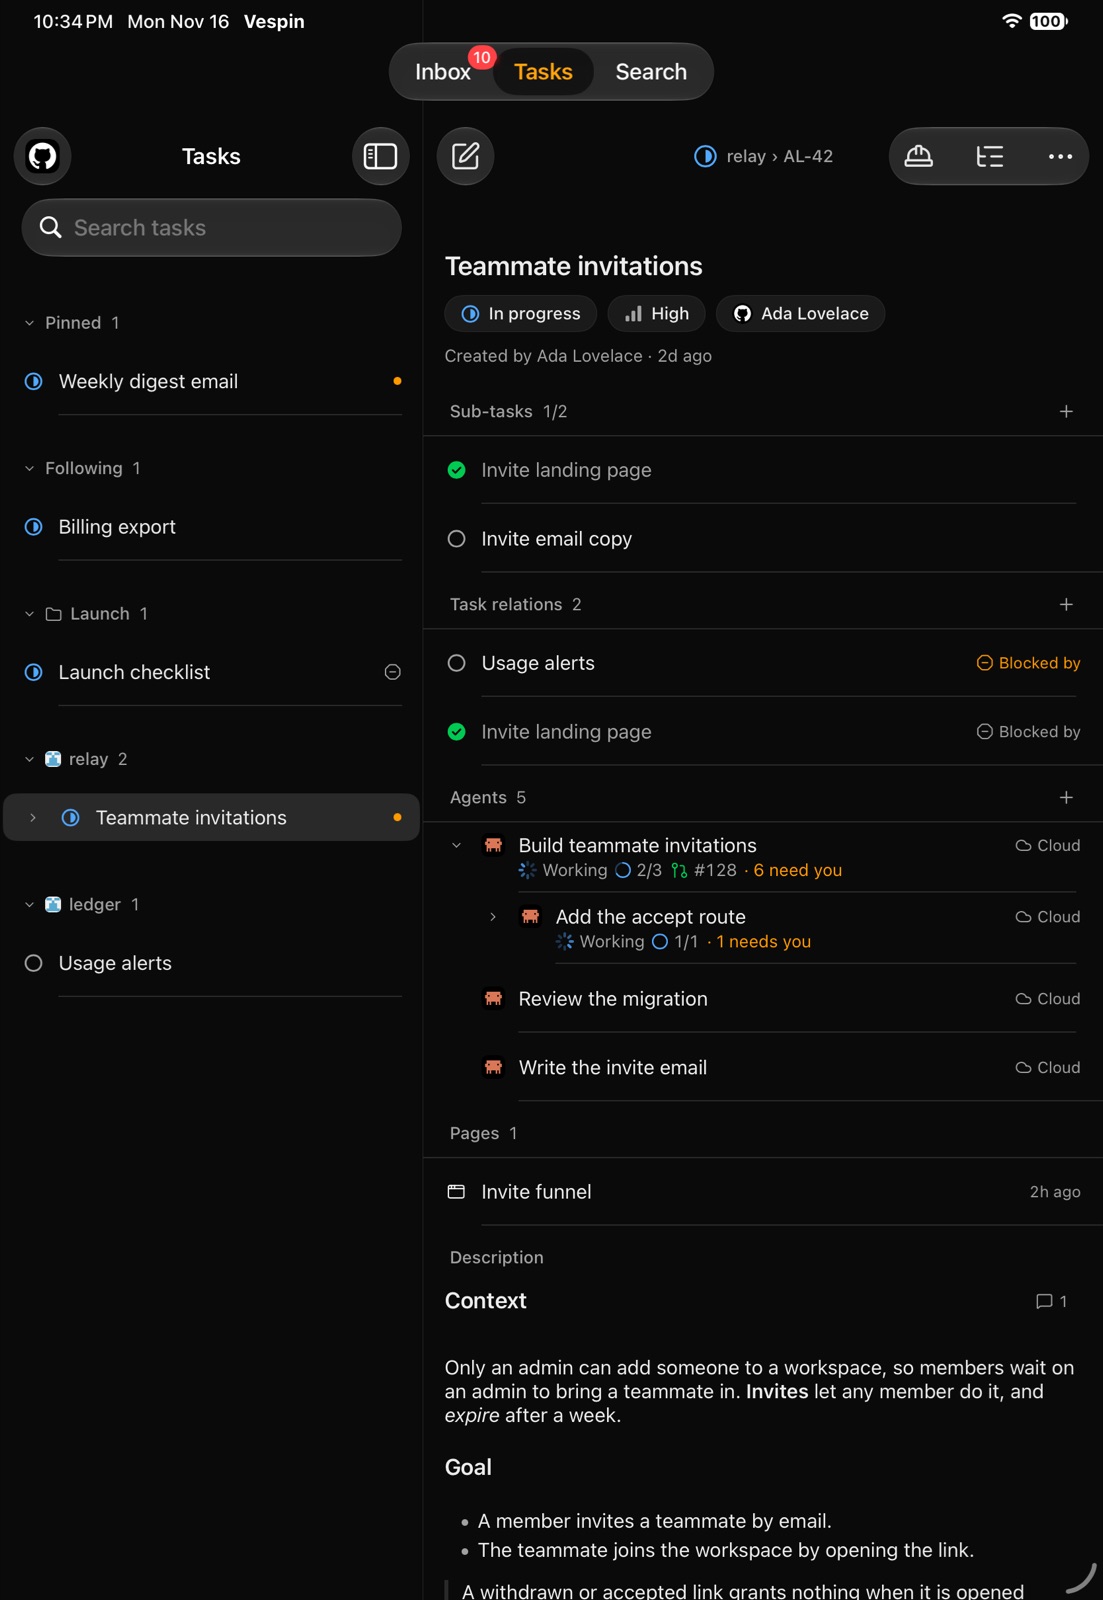 10:34 PM Mon Nov 16 Vespin
100
Inbox 10 Tasks Search
Tasks
Search tasks
Pinned 1
Weekly digest email
Following 1
Billing export
Launch 1
Launch checklist
relay 2
Teammate invitations
ledger 1
Usage alerts
relay › AL-42
Teammate invitations
In progress High Ada Lovelace
Created by Ada Lovelace · 2d ago
Sub-tasks 1/2
Invite landing page
Invite email copy
Task relations 2
Usage alerts Blocked by
Invite landing page Blocked by
Agents 5
Build teammate invitations Cloud
Working 2/3 #128 · 6 need you
Add the accept route Cloud
Working 1/1 · 1 needs you
Review the migration Cloud
Write the invite email Cloud
Pages 1
Invite funnel 2h ago
Description
Context 1
Only an admin can add someone to a workspace, so members wait on
an admin to bring a teammate in. Invites let any member do it, and
expire after a week.
Goal
• A member invites a teammate by email.
• The teammate joins the workspace by opening the link.
A withdrawn or accepted link grants nothing when it is opened